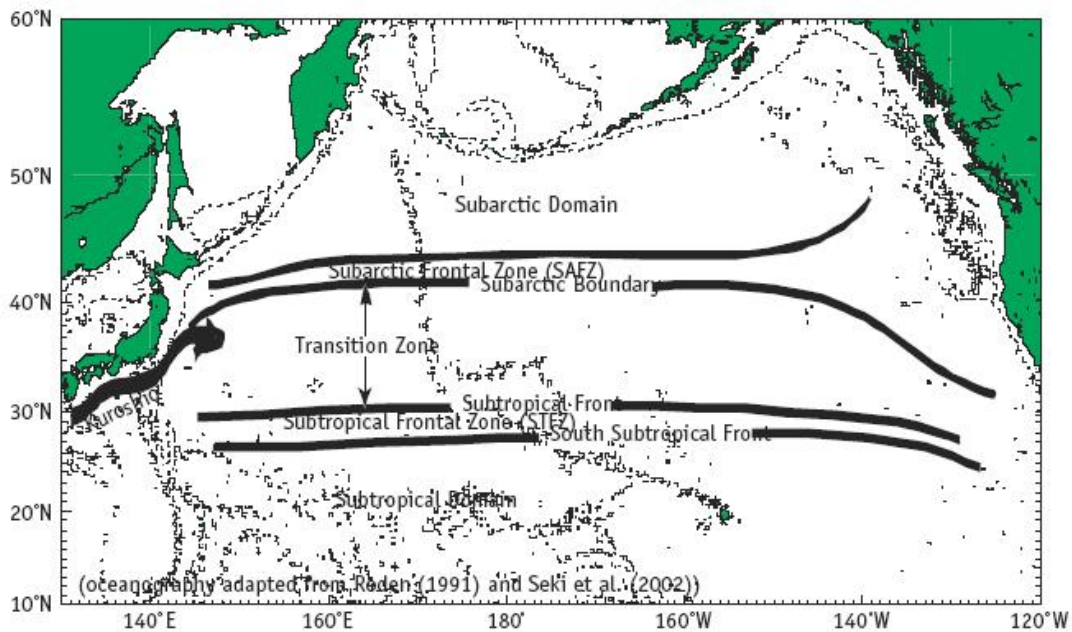 60°N
50°N
40°N
30°N
20°N
10°N
Subarctic Domain
Subarctic Frontal Zone (SAFZ)
Subarctic Boundary
Transition Zone
Kuroshio
Subtropical Front
Subtropical Frontal Zone (STFZ)
South Subtropical Front
Subtropical Domain
(oceanography adapted from Roden (1991) and Seki et al. (2002))
140°E 160°E 180° 160°W 140°W 120°W